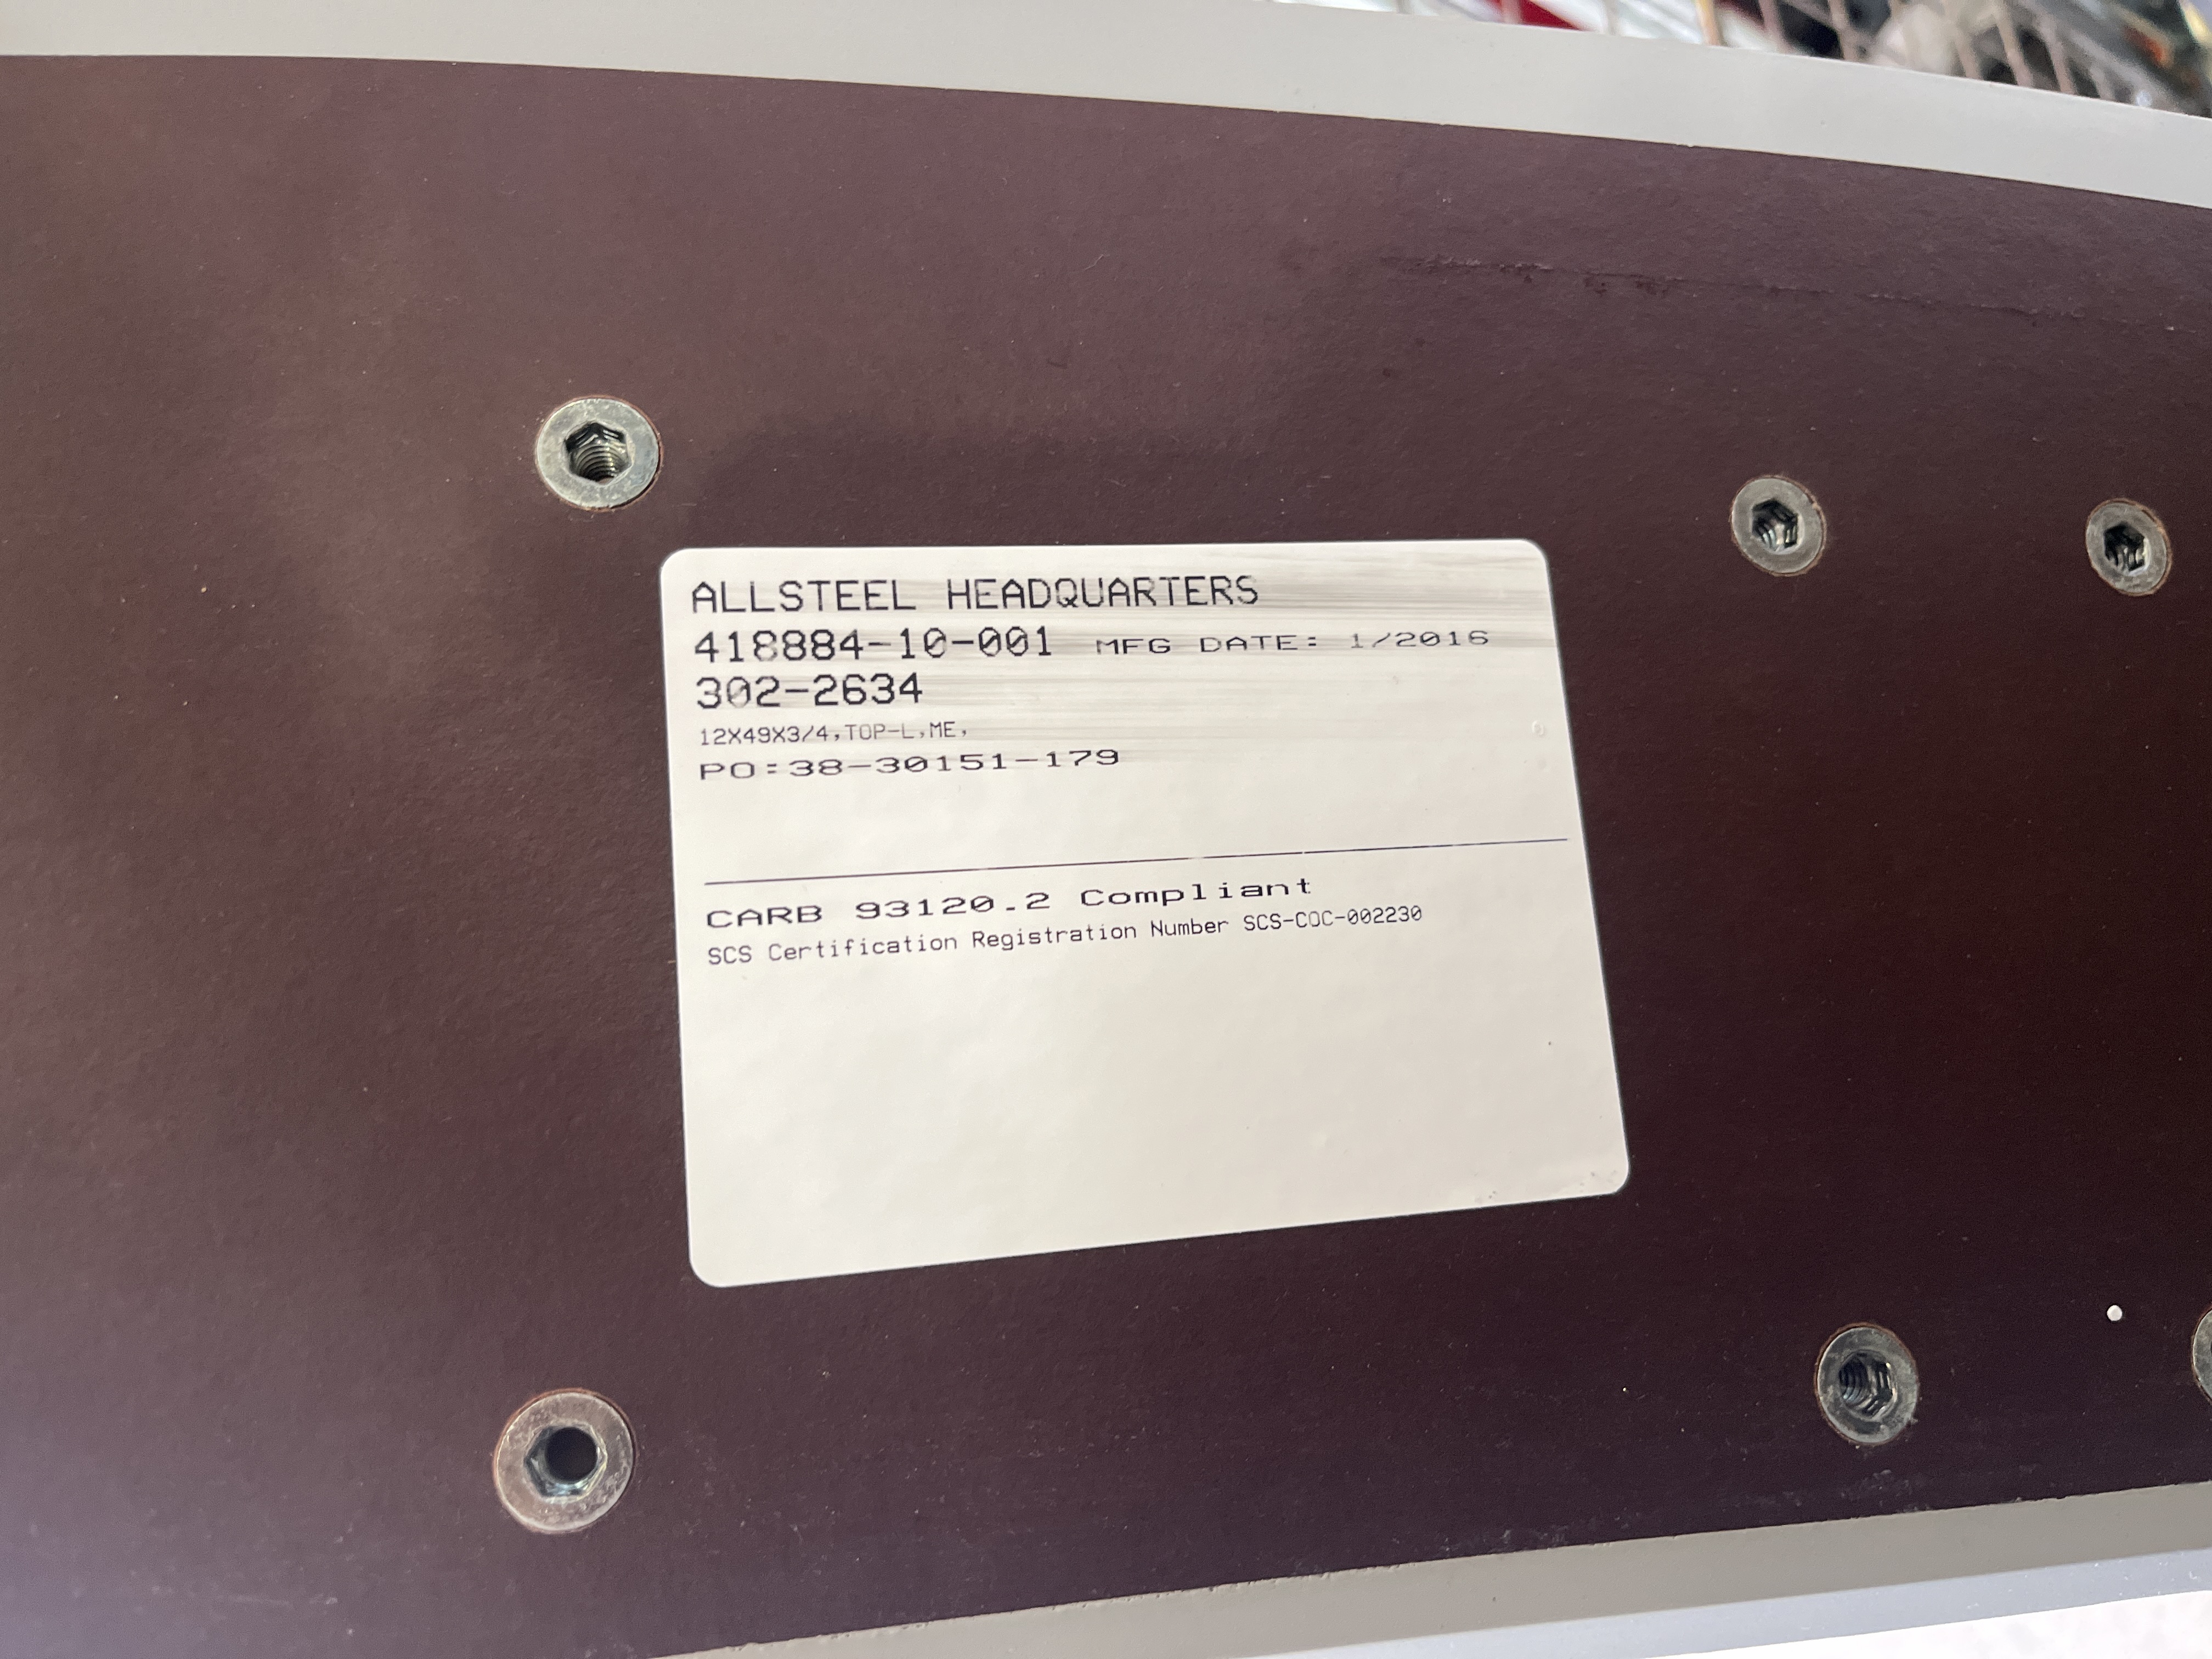 ALLSTEEL HEADQUARTERS
418884-10-001 MFG DATE: 1/2016
302-2634
12X49X3/4,TOP-L,ME,
PO:38-30151-179
CARB 93120.2 Compliant
SCS Certification Registration Number SCS-COC-002230